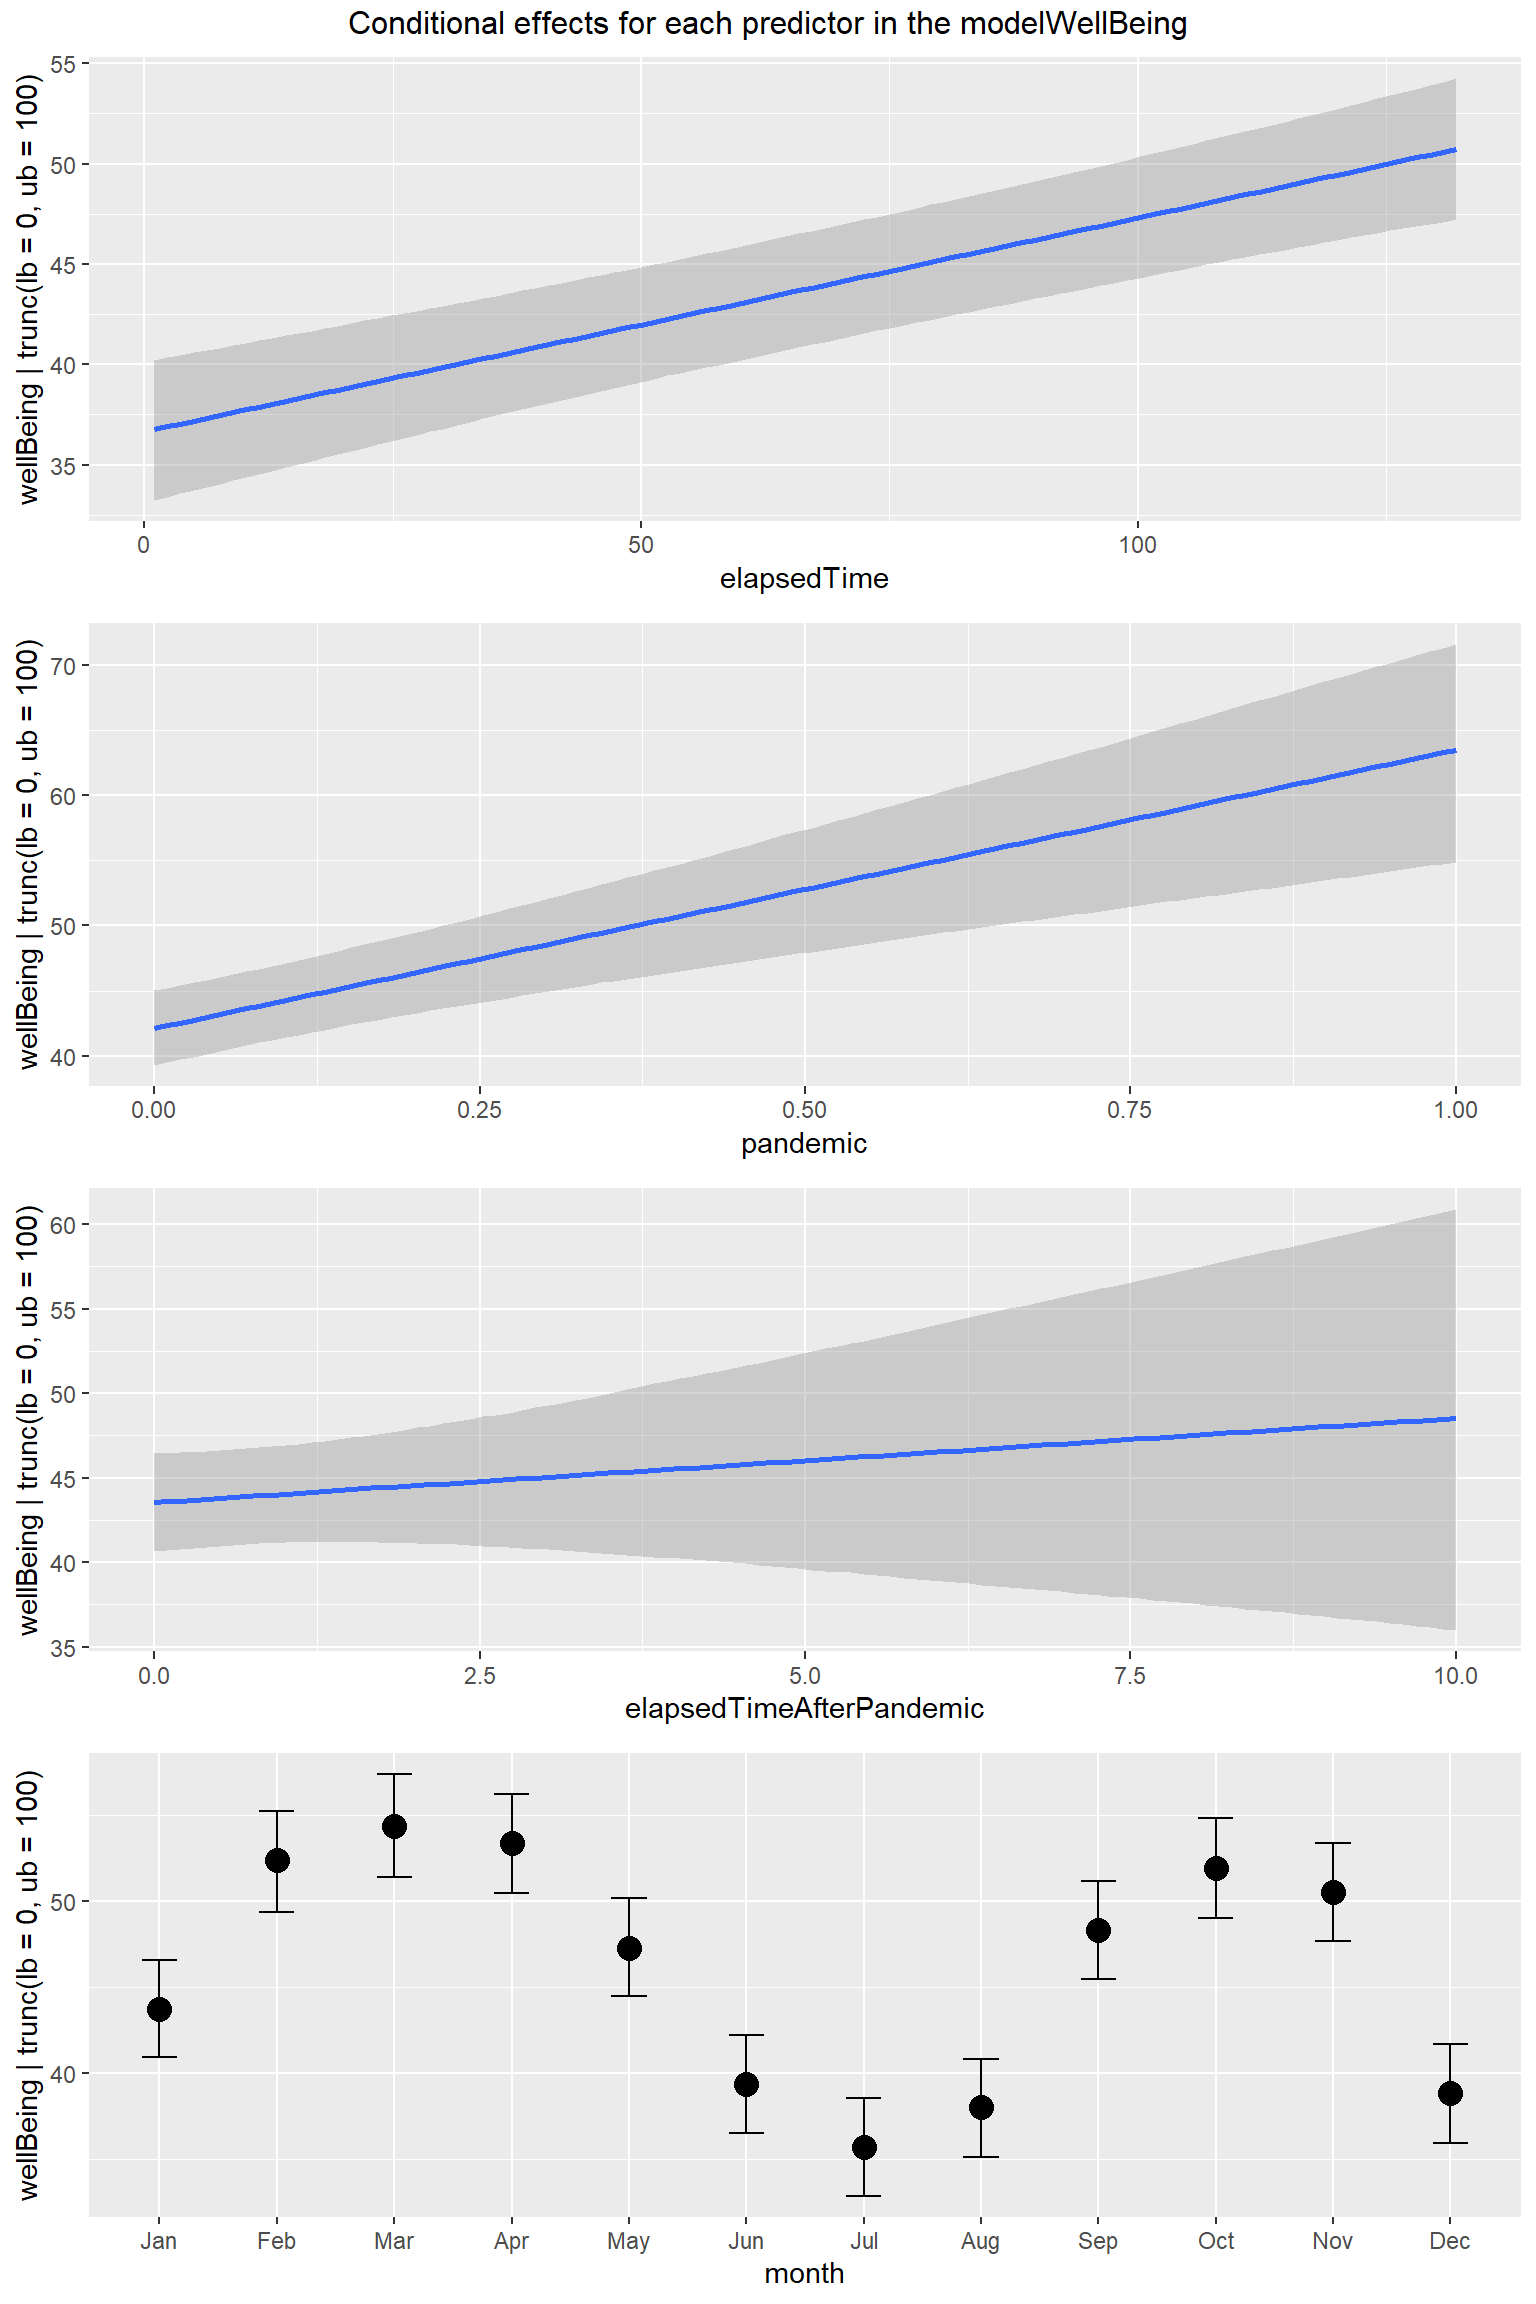 Conditional effects for each predictor in the modelWellBeing
wellBeing | trunc(lb = 0, ub = 100)
55
50
45
40
35
0 50 100
elapsedTime
wellBeing | trunc(lb = 0, ub = 100)
70
60
50
40
0.00 0.25 0.50 0.75 1.00
pandemic
wellBeing | trunc(lb = 0, ub = 100)
60
55
50
45
40
35
0.0 2.5 5.0 7.5 10.0
elapsedTimeAfterPandemic
wellBeing | trunc(lb = 0, ub = 100)
50
40
Jan Feb Mar Apr May Jun Jul Aug Sep Oct Nov Dec
month